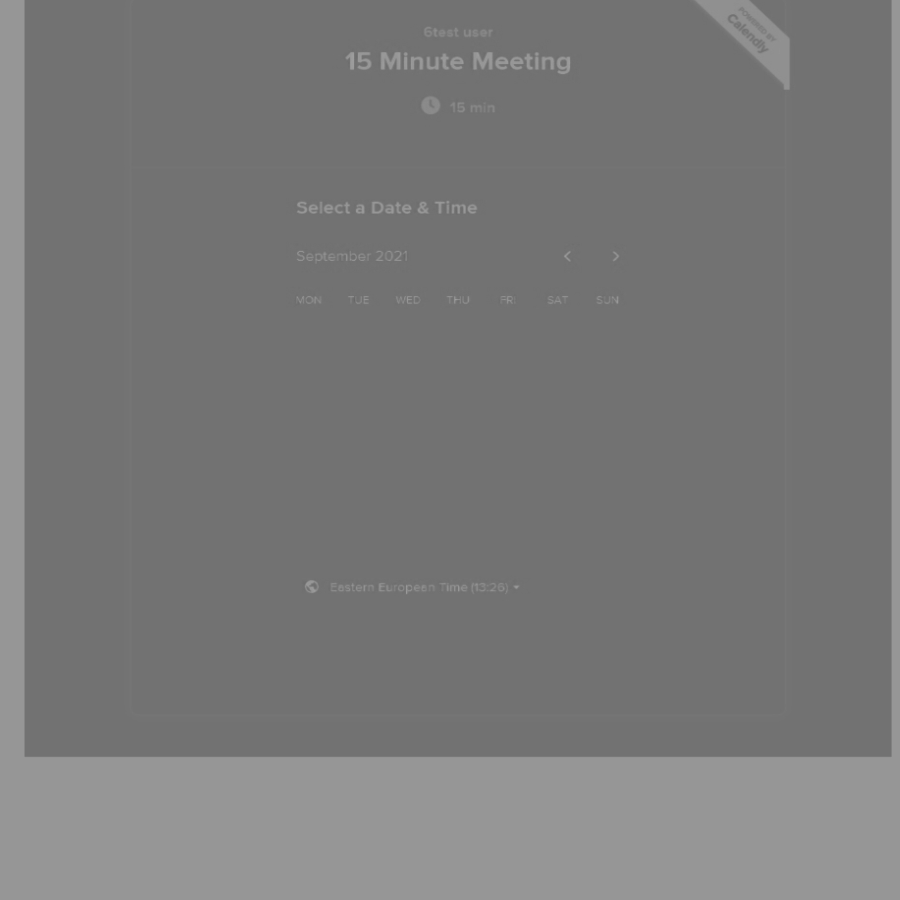 POWERED BY
Calendly
6test user
15 Minute Meeting
15 min
Select a Date & Time
September 2021
MON TUE WED THU FRI SAT SUN
Eastern European Time (13:26)